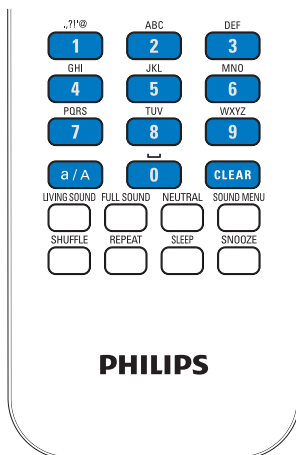 .,?!'@ ABC DEF
1 2 3
GHI JKL MNO
4 5 6
PQRS TUV WXYZ
7 8 9
a/A 0 CLEAR
LIVING SOUND FULL SOUND NEUTRAL SOUND MENU
SHUFFLE REPEAT SLEEP SNOOZE
PHILIPS